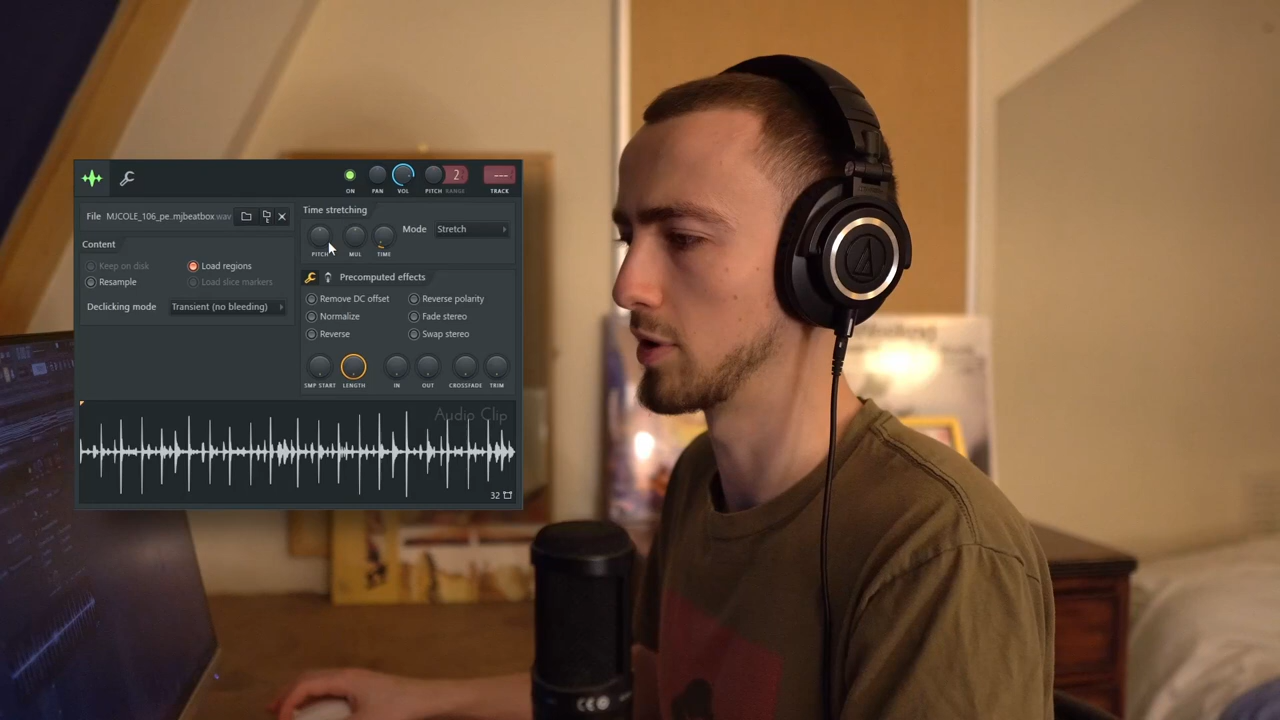 ON PAN VOL PITCH RANGE 2 --- TRACK
File MJCOLE_106_pe..mjbeatbox.wav
Time stretching
PITCH MUL TIME Mode Stretch
Content
Keep on disk Load regions
Resample Load slice markers
Declicking mode Transient (no bleeding)
Precomputed effects
Remove DC offset Reverse polarity
Normalize Fade stereo
Reverse Swap stereo
SMP START LENGTH IN OUT CROSSFADE TRIM
Audio Clip
32
CE